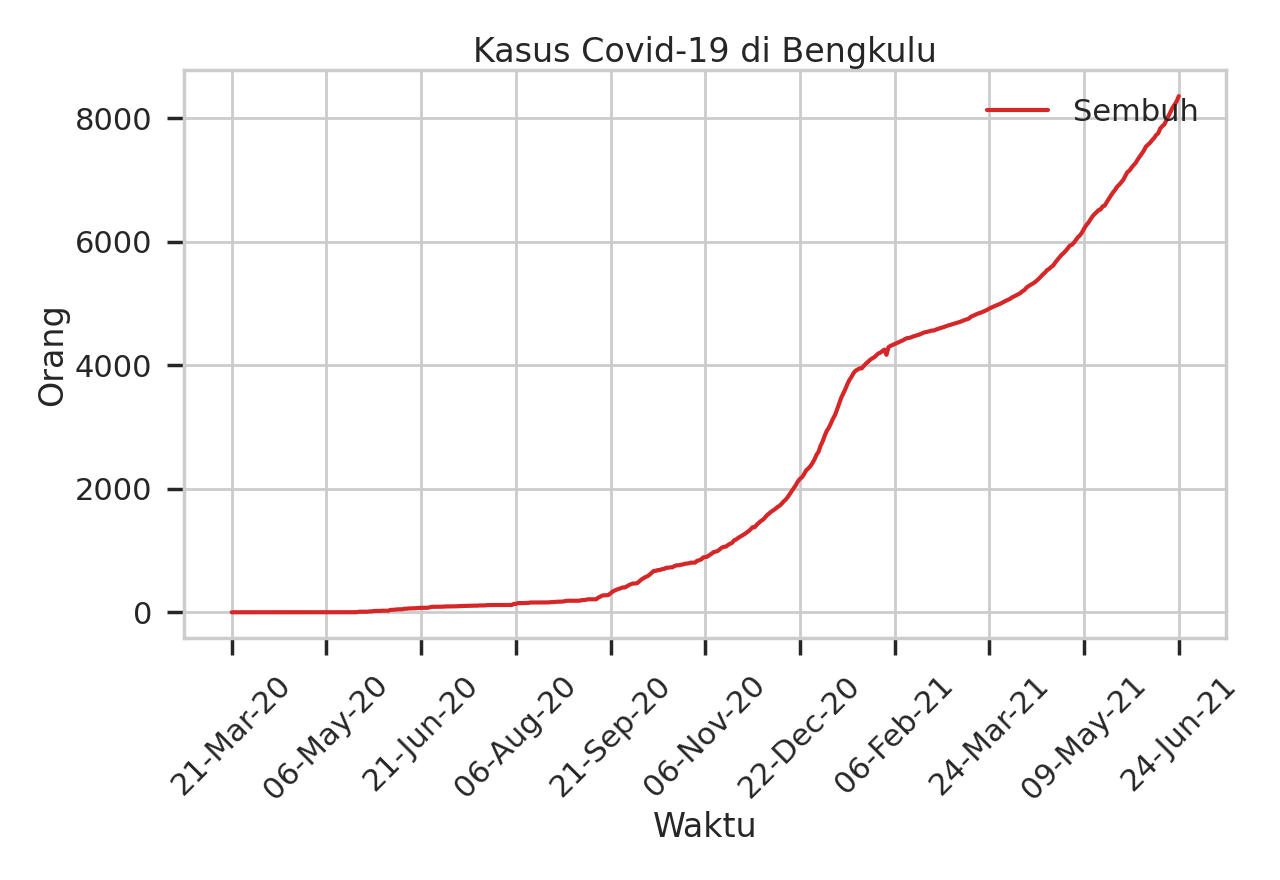 Kasus Covid-19 di Bengkulu
Sembuh
8000
6000
4000
2000
0
Orang
21-Mar-20
06-May-20
21-Jun-20
06-Aug-20
21-Sep-20
06-Nov-20
22-Dec-20
06-Feb-21
24-Mar-21
09-May-21
24-Jun-21
Waktu